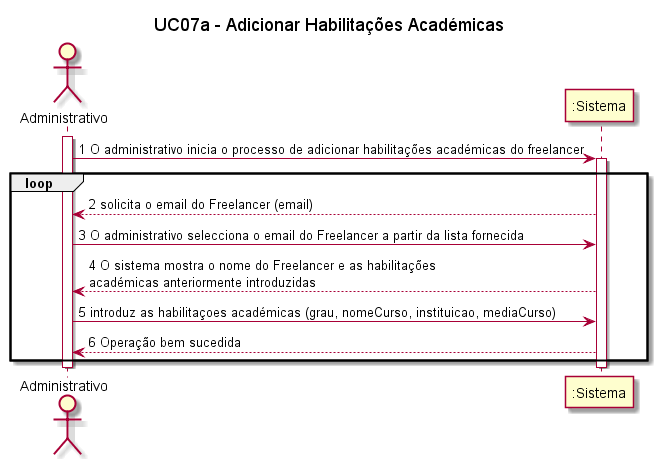 UC07a - Adicionar Habilitações Académicas
Administrativo
:Sistema
1 O administrativo inicia o processo de adicionar habilitações académicas do freelancer
loop
2 solicita o email do Freelancer (email)
3 O administrativo selecciona o email do Freelancer a partir da lista fornecida
4 O sistema mostra o nome do Freelancer e as habilitações
académicas anteriormente introduzidas
5 introduz as habilitaçoes académicas (grau, nomeCurso, instituicao, mediaCurso)
6 Operação bem sucedida
Administrativo
:Sistema